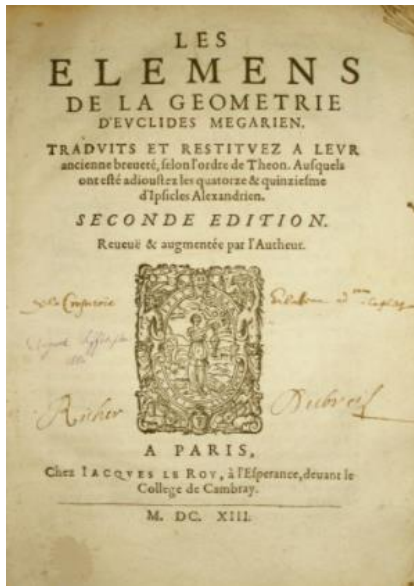 LES
ELEMENS
DE LA GEOMETRIE
D'EVCLIDES MEGARIEN.
TRADVITS ET RESTITVEZ A LEVR
ancienne breueté, selon l'ordre de Theon. Ausquels
ont esté adioustez les quatorze & quinziesme
d'Ipsicles Alexandrien.
SECONDE EDITION.
Reueuë & augmentée par l'Autheur.
Richer
Dubreil
A PARIS,
Chez IACQVES LE ROY, à l'Esperance, deuant le
College de Cambray.
M. DC. XIII.